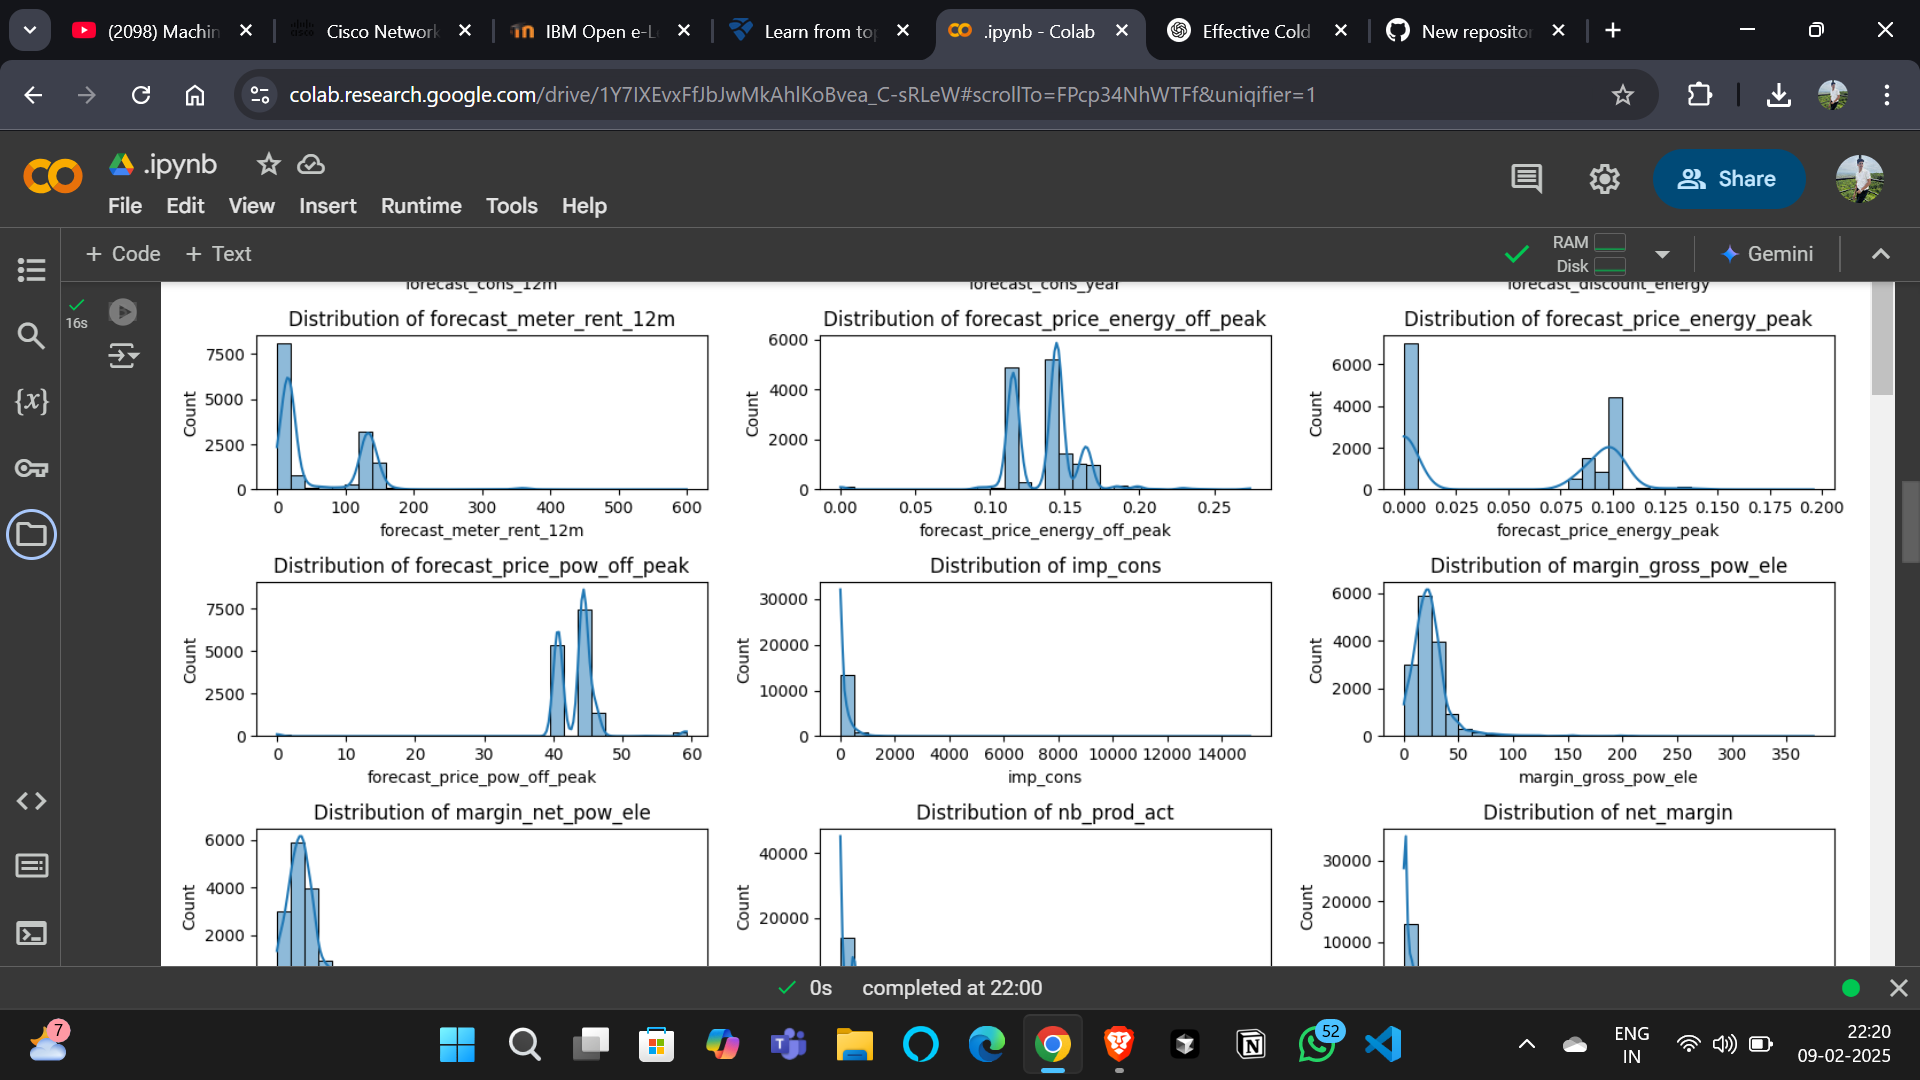 (2098) Machin
Cisco Network
IBM Open e-L
Learn from top
.ipynb - Colab
Effective Cold
New repositor
colab.research.google.com/drive/1Y7IXEvxFfJbJwMkAhlKoBvea_C-sRLeW#scrollTo=FPcp34NhWTFf&uniqifier=1
.ipynb
Share
File Edit View Insert Runtime Tools Help
+ Code + Text
RAM
Disk
Gemini
16s
forecast_cons_12m
forecast_cons_year
forecast_discount_energy
Distribution of forecast_meter_rent_12m
Count
7500
5000
2500
0
0 100 200 300 400 500 600
forecast_meter_rent_12m
Distribution of forecast_price_energy_off_peak
Count
6000
4000
2000
0
0.00 0.05 0.10 0.15 0.20 0.25
forecast_price_energy_off_peak
Distribution of forecast_price_energy_peak
Count
6000
4000
2000
0
0.000 0.025 0.050 0.075 0.100 0.125 0.150 0.175 0.200
forecast_price_energy_peak
Distribution of forecast_price_pow_off_peak
Count
7500
5000
2500
0
0 10 20 30 40 50 60
forecast_price_pow_off_peak
Distribution of imp_cons
Count
30000
20000
10000
0
0 2000 4000 6000 8000 10000 12000 14000
imp_cons
Distribution of margin_gross_pow_ele
Count
6000
4000
2000
0
0 50 100 150 200 250 300 350
margin_gross_pow_ele
Distribution of margin_net_pow_ele
Count
6000
4000
2000
Distribution of nb_prod_act
Count
40000
20000
Distribution of net_margin
Count
30000
20000
10000
0s completed at 22:00
7
52
ENG
IN
22:20
09-02-2025